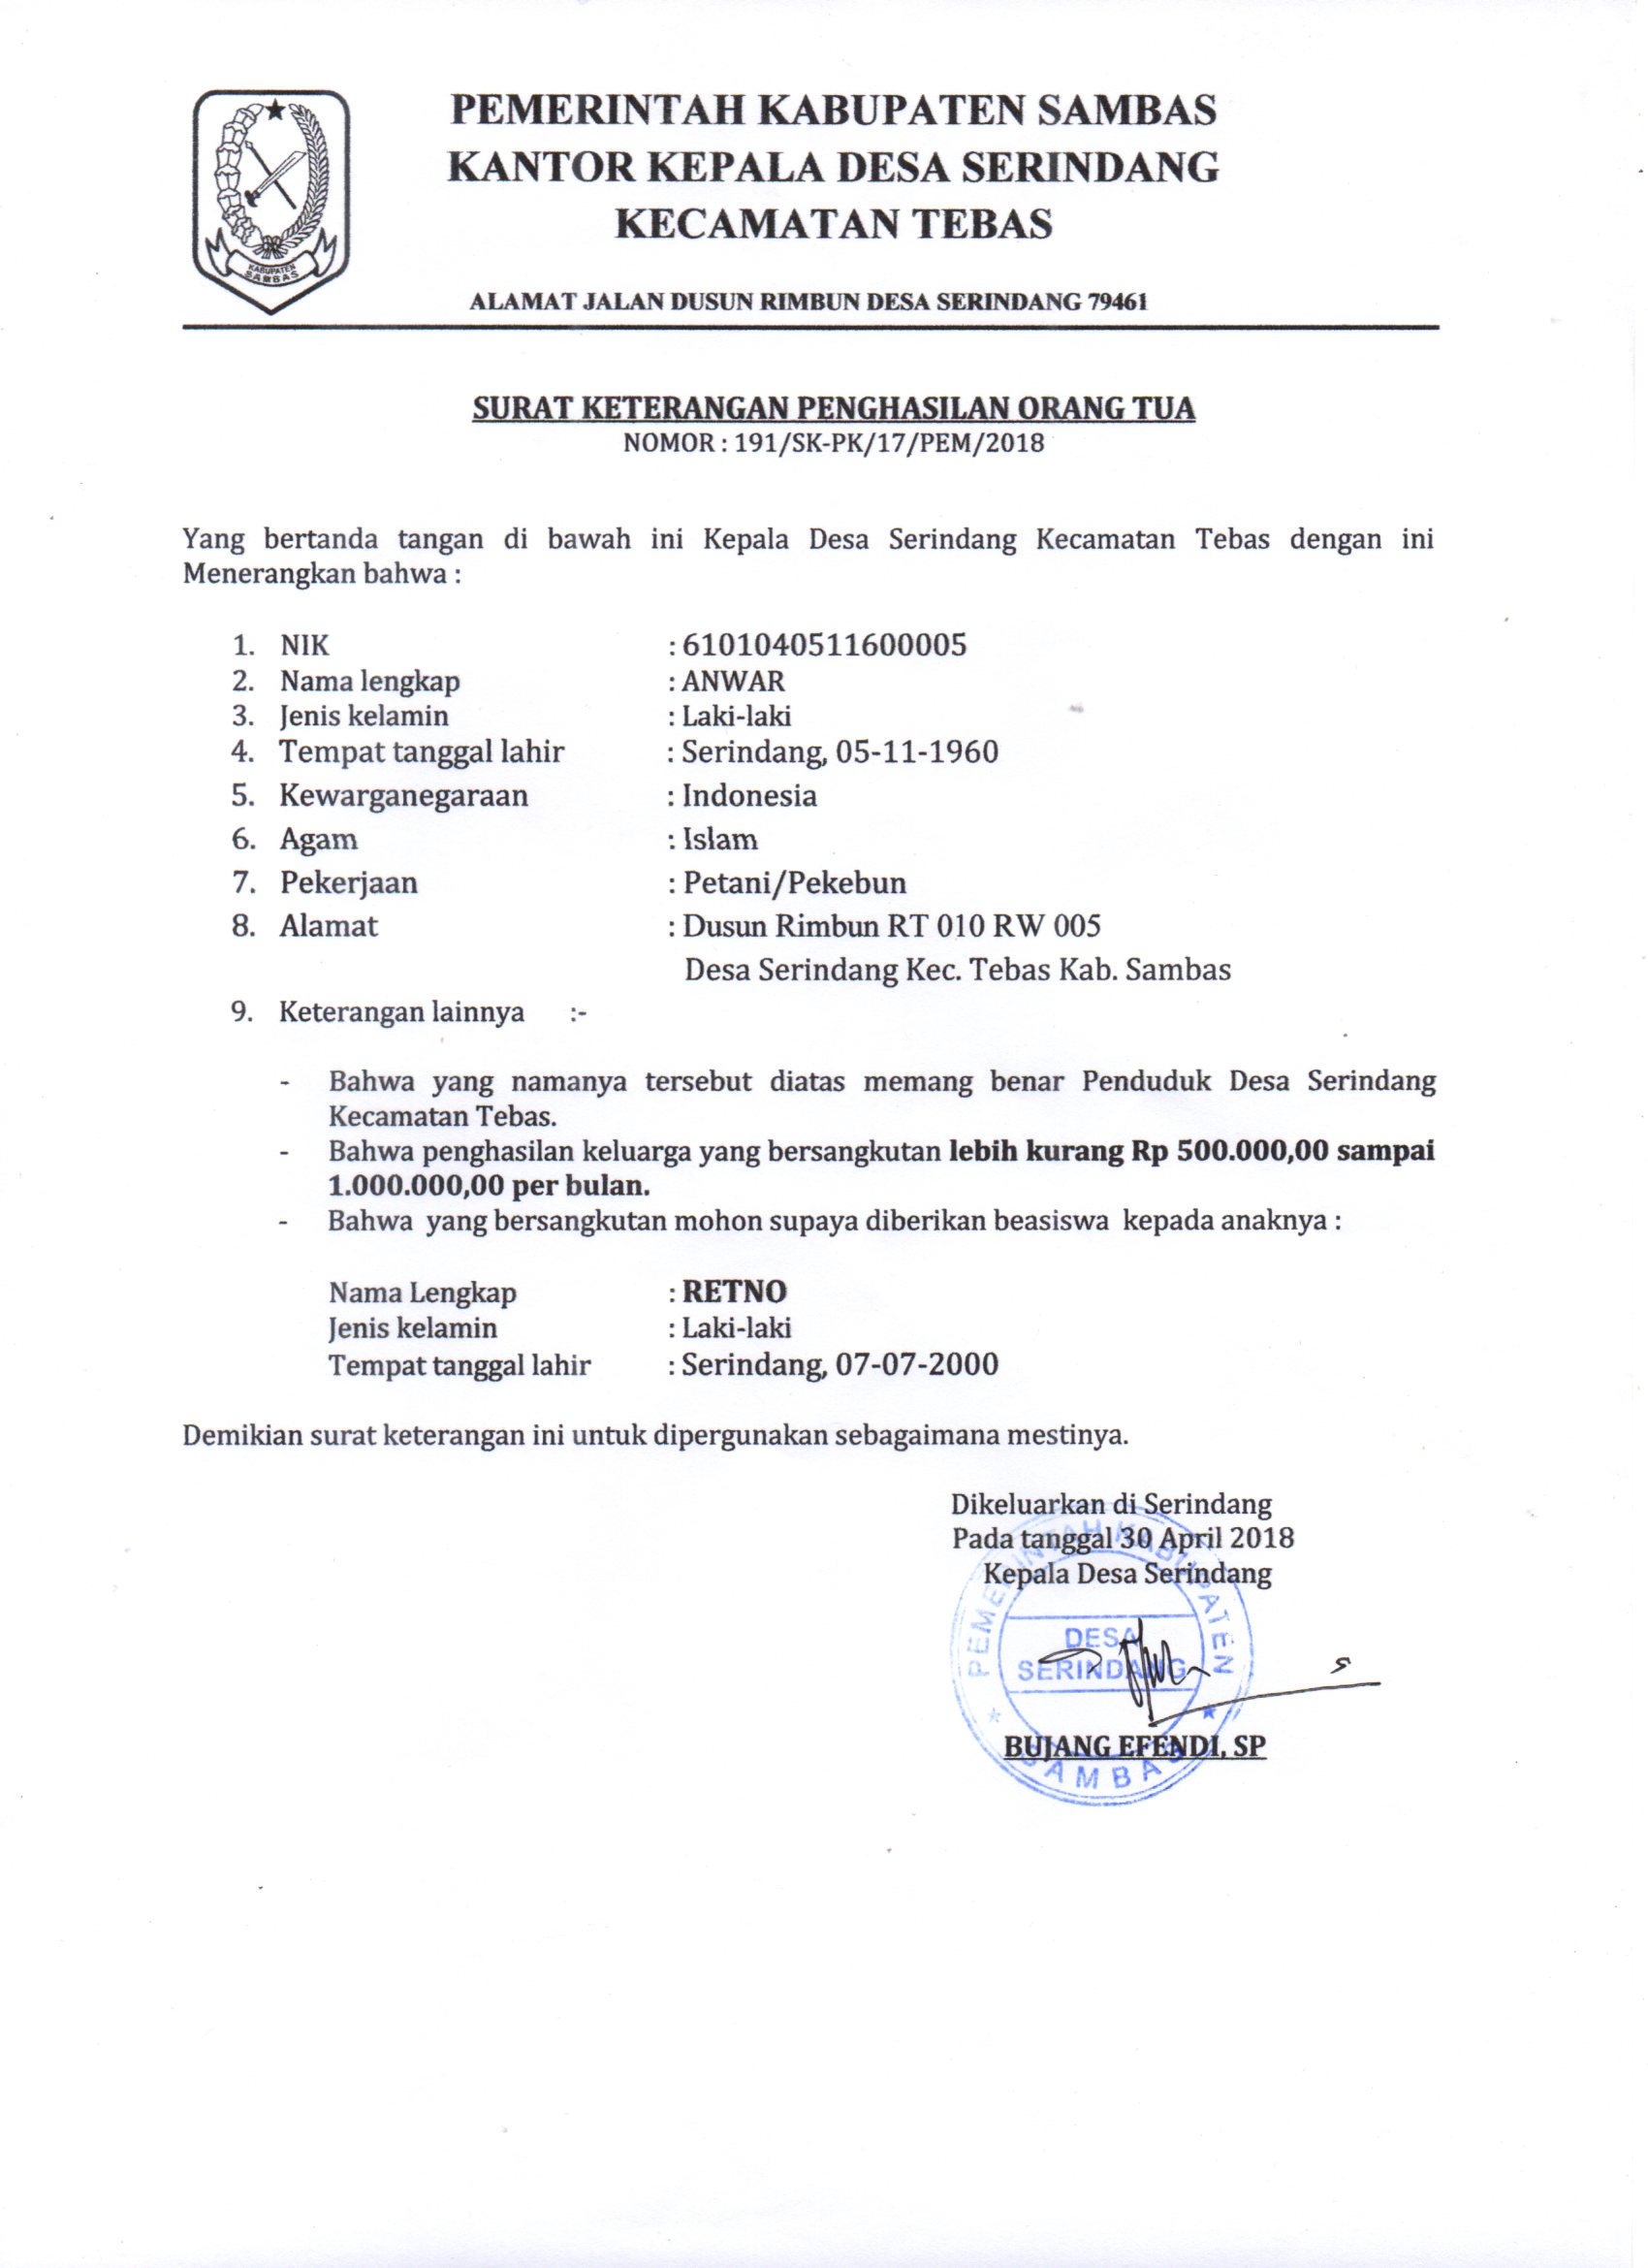 KABUPATEN
SAMBAS
PEMERINTAH KABUPATEN SAMBAS
KANTOR KEPALA DESA SERINDANG
KECAMATAN TEBAS
ALAMAT JALAN DUSUN RIMBUN DESA SERINDANG 79461
SURAT KETERANGAN PENGHASILAN ORANG TUA
NOMOR : 191/SK-PK/17/PEM/2018
Yang bertanda tangan di bawah ini Kepala Desa Serindang Kecamatan Tebas dengan ini
Menerangkan bahwa :
1. NIK : 6101040511600005
2. Nama lengkap : ANWAR
3. Jenis kelamin : Laki-laki
4. Tempat tanggal lahir : Serindang, 05-11-1960
5. Kewarganegaraan : Indonesia
6. Agam : Islam
7. Pekerjaan : Petani/Pekebun
8. Alamat : Dusun Rimbun RT 010 RW 005
Desa Serindang Kec. Tebas Kab. Sambas
9. Keterangan lainnya :-
- Bahwa yang namanya tersebut diatas memang benar Penduduk Desa Serindang
Kecamatan Tebas.
- Bahwa penghasilan keluarga yang bersangkutan lebih kurang Rp 500.000,00 sampai
1.000.000,00 per bulan.
- Bahwa yang bersangkutan mohon supaya diberikan beasiswa kepada anaknya :
Nama Lengkap : RETNO
Jenis kelamin : Laki-laki
Tempat tanggal lahir : Serindang, 07-07-2000
Demikian surat keterangan ini untuk dipergunakan sebagaimana mestinya.
Dikeluarkan di Serindang
Pada tanggal 30 April 2018
Kepala Desa Serindang
PEMERINTAH KABUPATEN
DESA
SERINDANG
SAMBAS
BUJANG EFENDI, SP